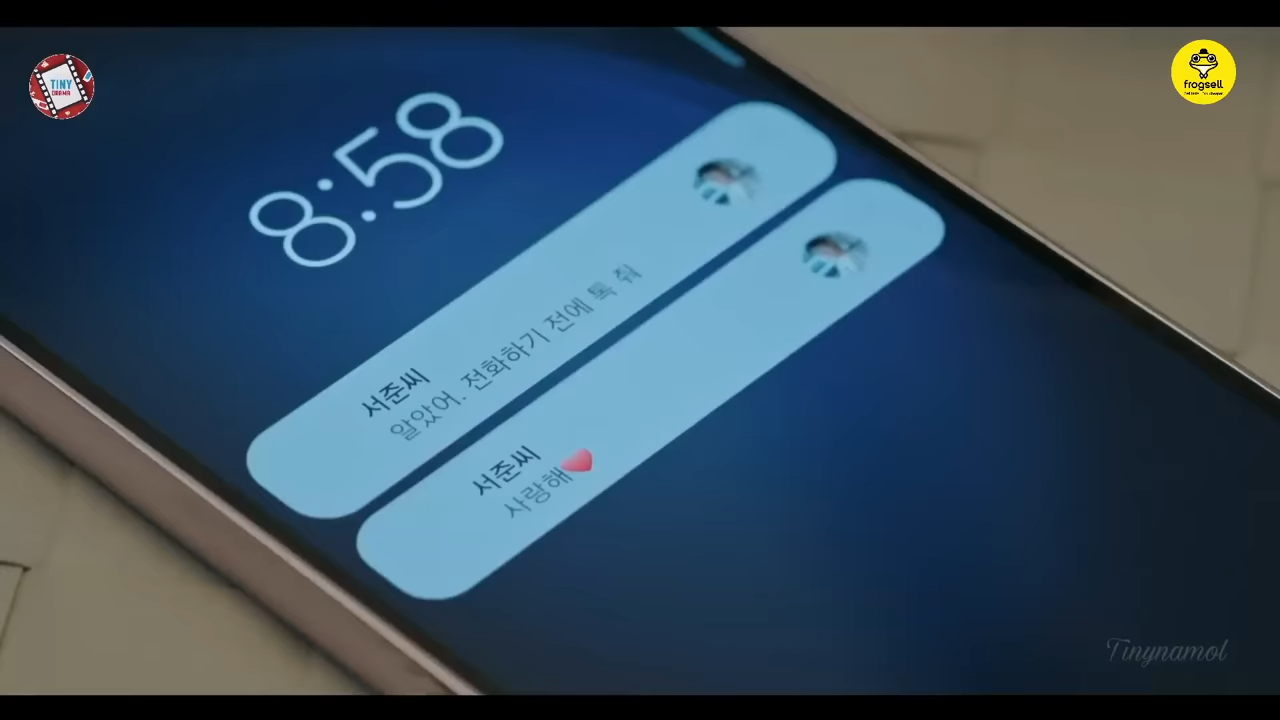 TINY
DRAMA
frogsell
8:58
서준씨
알았어. 전화하기 전에 톡 줘
서준씨
사랑해❤
Tinynamol